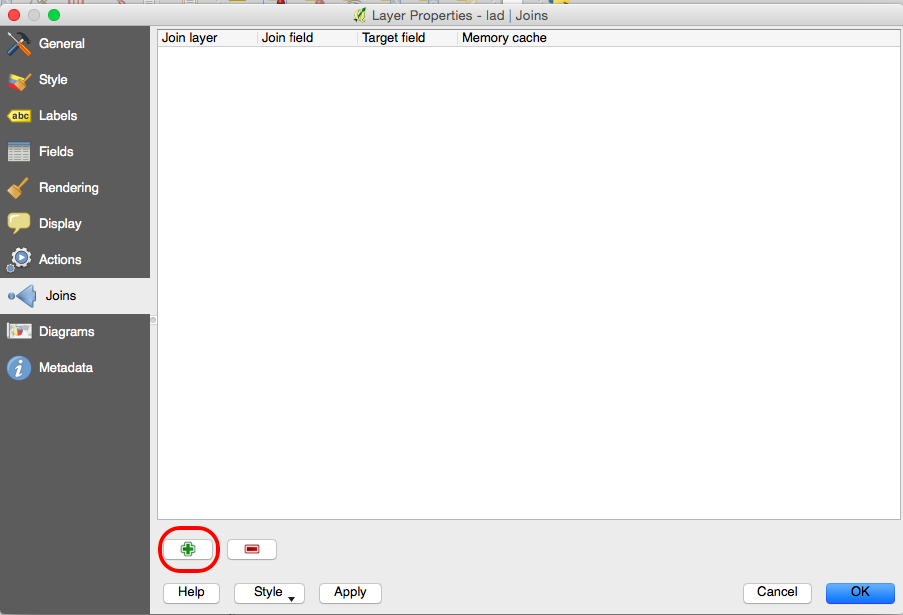 Layer Properties - lad | Joins
General
Style
abc Labels
Fields
Rendering
Display
Actions
Joins
Diagrams
i Metadata
Join layer Join field Target field Memory cache
Help Style Apply Cancel OK